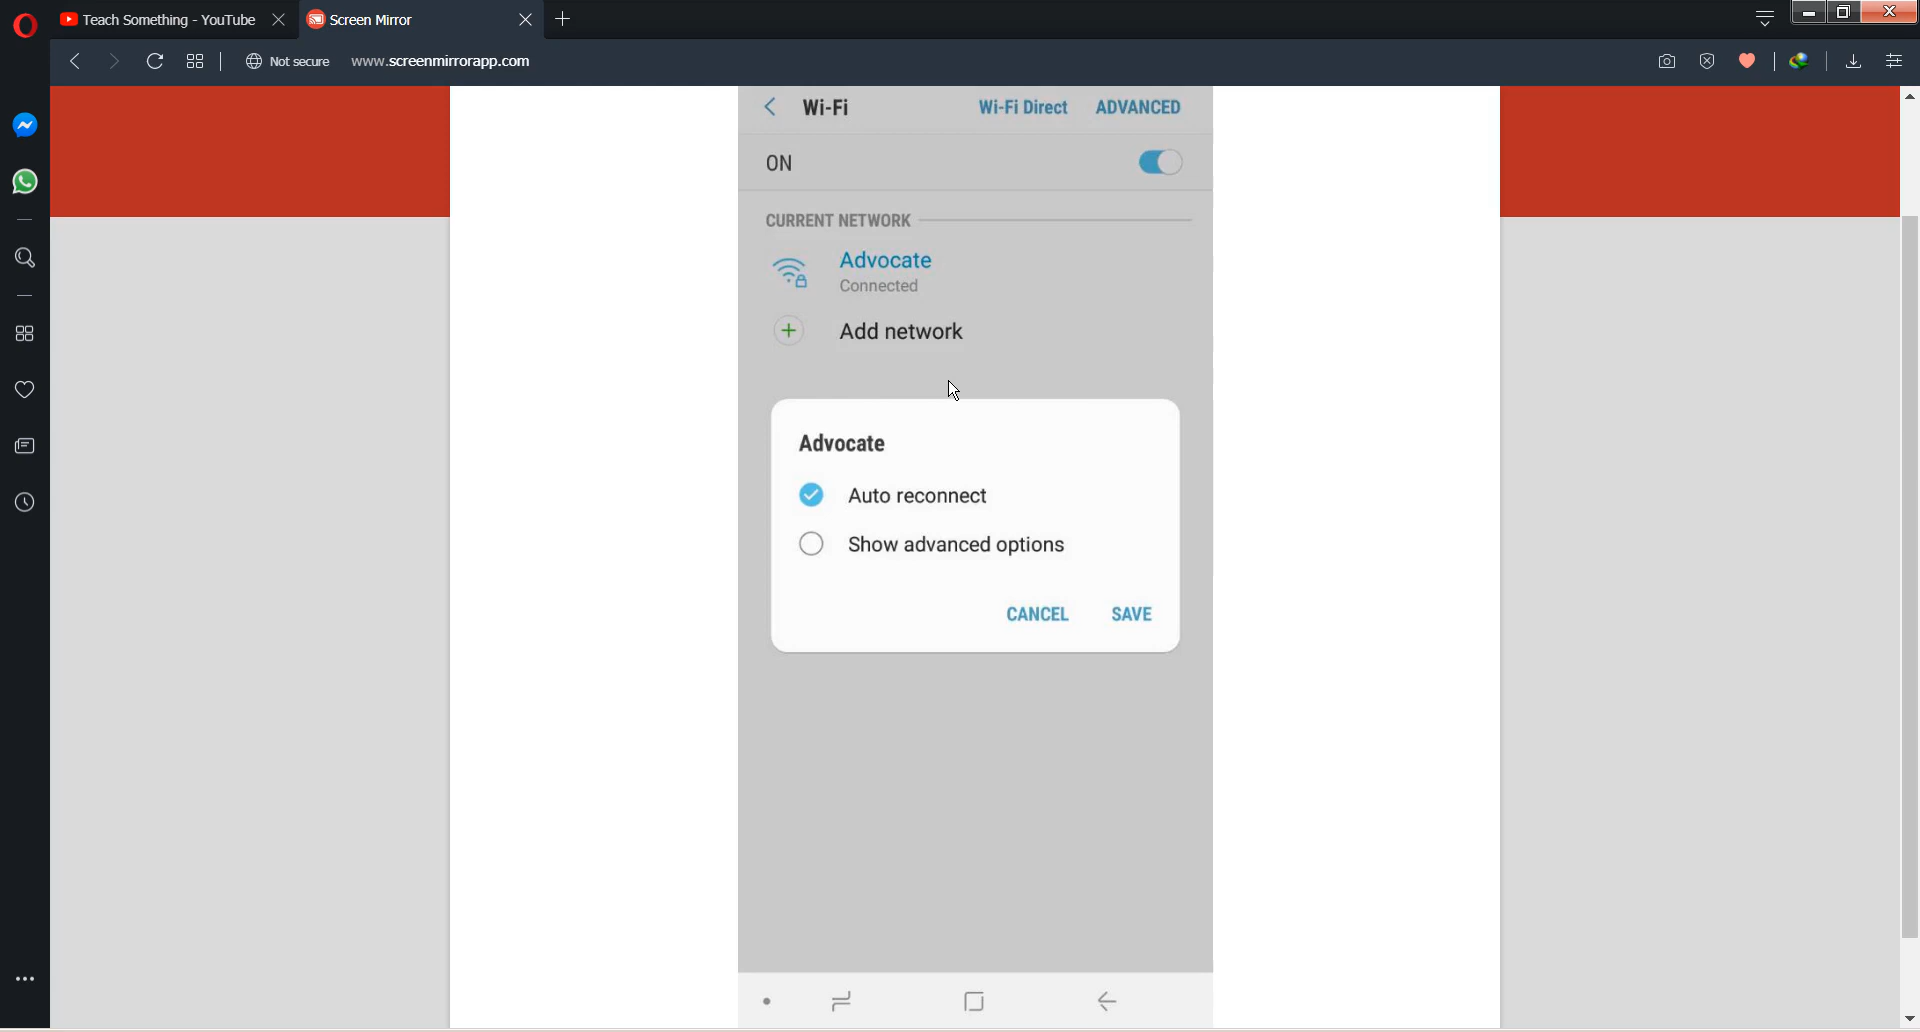 Teach Something - YouTube
Screen Mirror
Not secure
www.screenmirrorapp.com
Wi-Fi
Wi-Fi Direct
ADVANCED
ON
CURRENT NETWORK
Advocate
Connected
Add network
Advocate
Auto reconnect
Show advanced options
CANCEL
SAVE